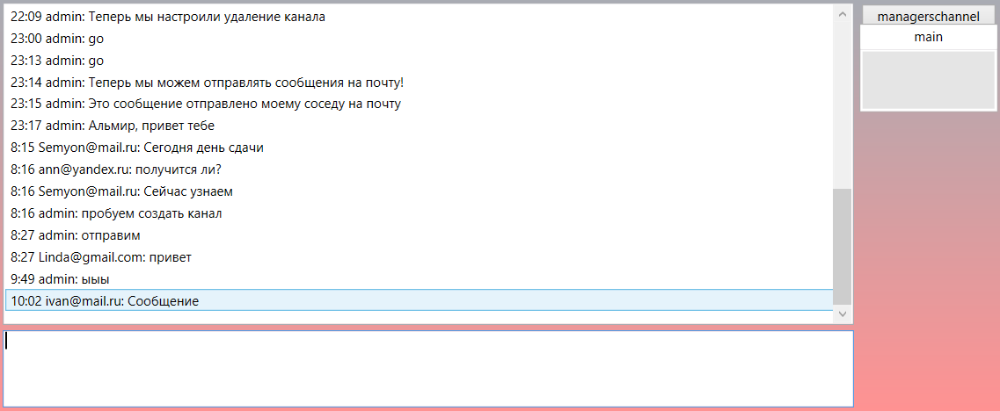 22:09 admin: Теперь мы настроили удаление канала
23:00 admin: go
23:13 admin: go
23:14 admin: Теперь мы можем отправлять сообщения на почту!
23:15 admin: Это сообщение отправлено моему соседу на почту
23:17 admin: Альмир, привет тебе
8:15 Semyon@mail.ru: Сегодня день сдачи
8:16 ann@yandex.ru: получится ли?
8:16 Semyon@mail.ru: Сейчас узнаем
8:16 admin: пробуем создать канал
8:27 admin: отправим
8:27 Linda@gmail.com: привет
9:49 admin: ыыы
10:02 ivan@mail.ru: Сообщение
managerschannel
main